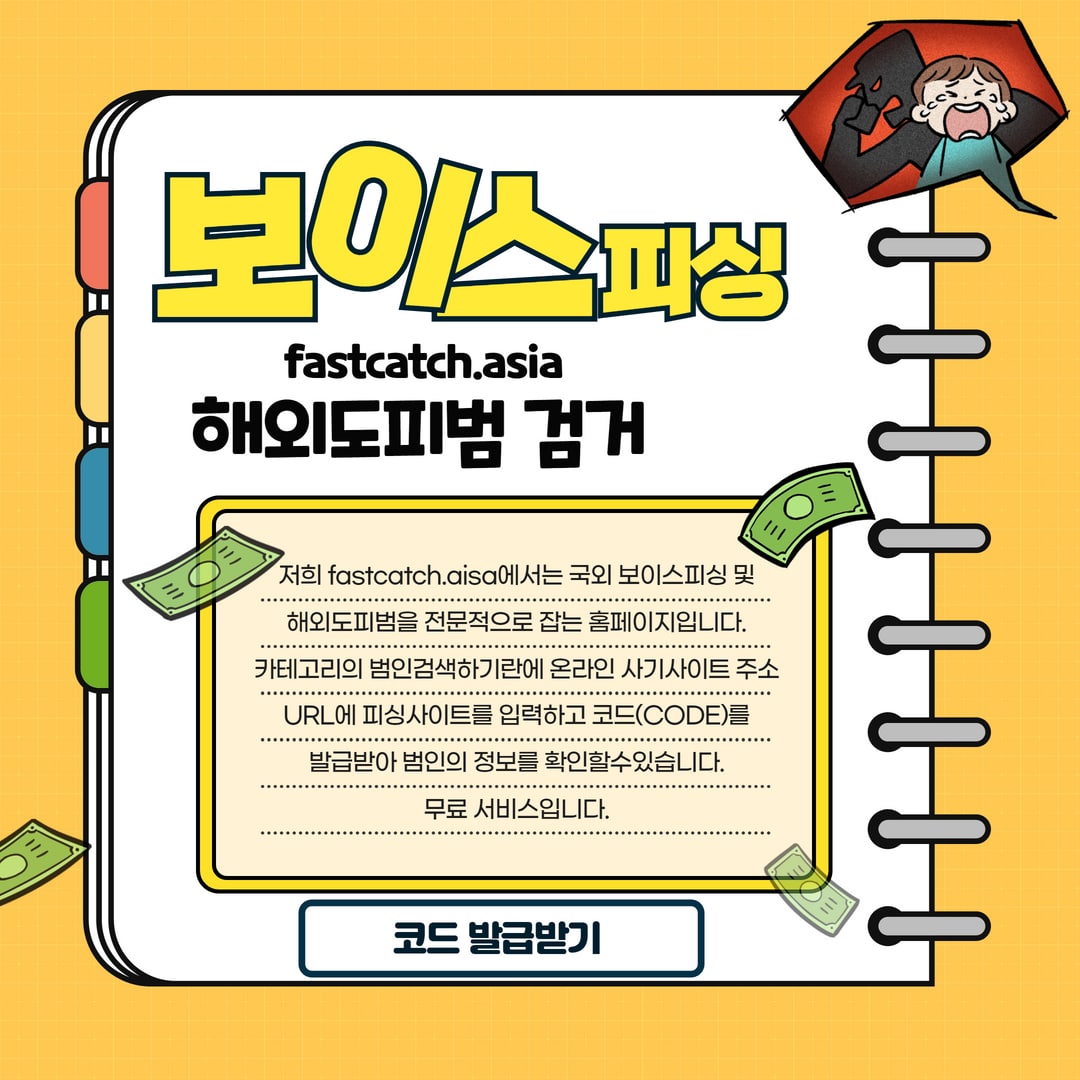 보이스피싱
fastcatch.asia
해외도피범 검거
저희 fastcatch.aisa에서는 국외 보이스피싱 및
해외도피범을 전문적으로 잡는 홈페이지입니다.
카테고리의 범인검색하기란에 온라인 사기사이트 주소
URL에 피싱사이트를 입력하고 코드(CODE)를
발급받아 범인의 정보를 확인할수있습니다.
무료 서비스입니다.
코드 발급받기